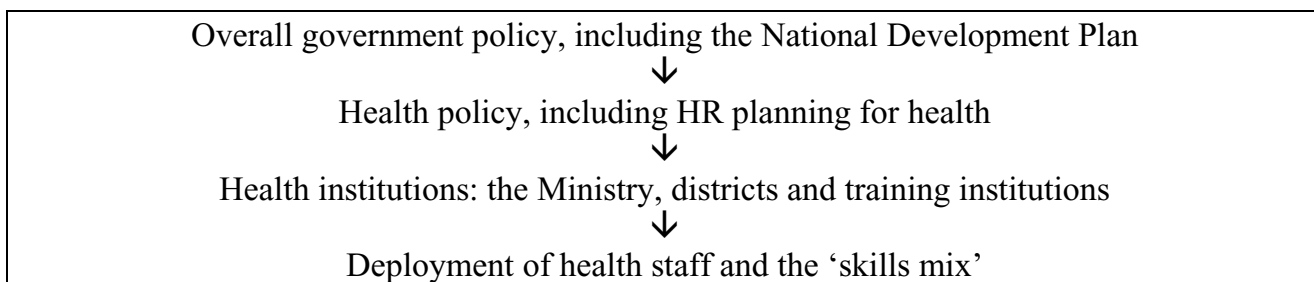 Overall government policy, including the National Development Plan
↓
Health policy, including HR planning for health
↓
Health institutions: the Ministry, districts and training institutions
↓
Deployment of health staff and the ‘skills mix’